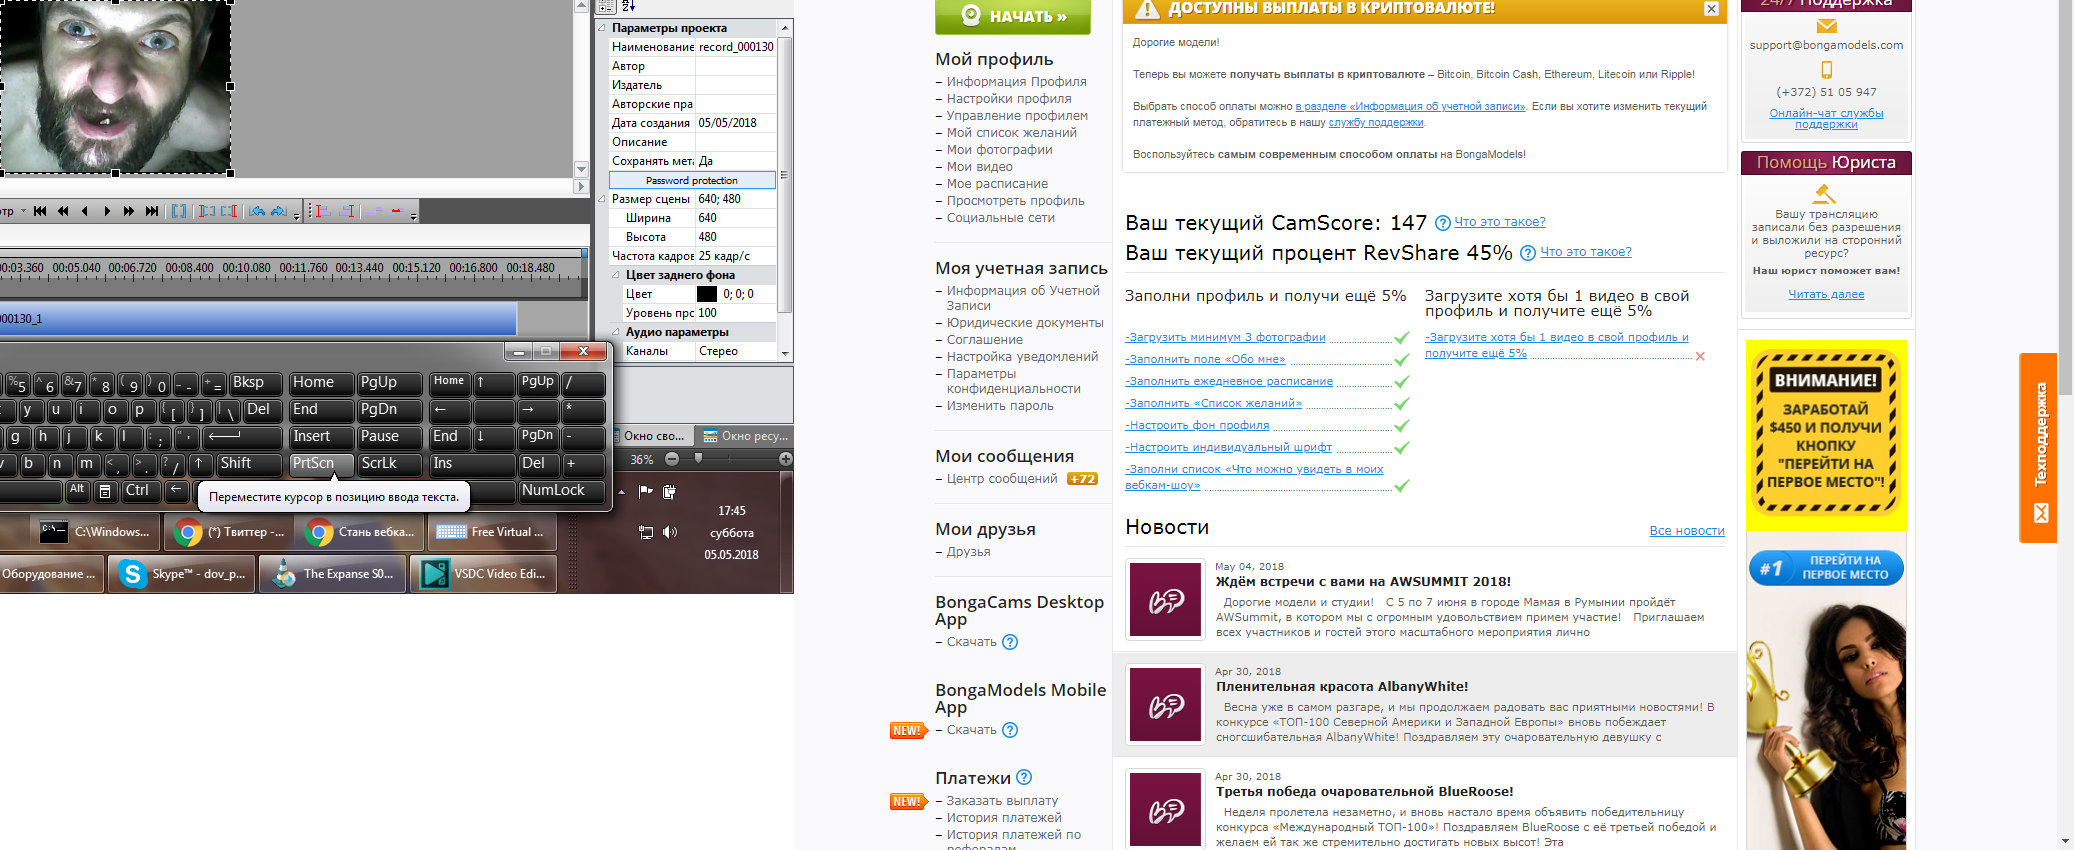 Параметры проекта
Наименование record_000130
Автор
Издатель
Авторские пра
Дата создания 05/05/2018
Описание
Сохранять мета Да
Password protection
Размер сцены 640; 480
Ширина 640
Высота 480
Частота кадров 25 кадр/с
Цвет заднего фона
Цвет 0; 0; 0
Уровень прс 100
Аудио параметры
Каналы Стерео
00:03.360 00:05.040 00:06.720 00:08.400 00:10.080 00:11.760 00:13.440 00:15.120 00:16.800 00:18.480
000130_1
% 5 ^ 6 & 7 * 8 ( 9 ) 0 - - + = Bksp Home PgUp Home ↑ PgUp /
y u i o p { [ } ] | \ Del End PgDn ← → *
g h j k l : ; " ' Insert Pause End ↓ PgDn -
v b n m < , > . ? / ↑ Shift PrtScn ScrLk Ins Del +
Alt Ctrl ← NumLock
Переместите курсор в позицию ввода текста.
Окно сво... Окно ресу...
36%
C:\Windows... (*) Твиттер -... Стань вебка... Free Virtual ...
Оборудование ... Skype™ - dov_p... The Expanse S0... VSDC Video Edi...
17:45
суббота
05.05.2018
НАЧАТЬ »
Мой профиль
– Информация Профиля
– Настройки профиля
– Управление профилем
– Мой список желаний
– Мои фотографии
– Мои видео
– Мое расписание
– Просмотреть профиль
– Социальные сети
Моя учетная запись
– Информация об Учетной
Записи
– Юридические документы
– Соглашение
– Настройка уведомлений
– Параметры
конфиденциальности
– Изменить пароль
Мои сообщения
– Центр сообщений +72
Мои друзья
– Друзья
BongaCams Desktop
App
– Скачать ?
BongaModels Mobile
App
NEW! – Скачать ?
Платежи ?
NEW! – Заказать выплату
– История платежей
– История платежей по
рефералам
ДОСТУПНЫ ВЫПЛАТЫ В КРИПТОВАЛЮТЕ!
Дорогие модели!
Теперь вы можете получать выплаты в криптовалюте – Bitcoin, Bitcoin Cash, Ethereum, Litecoin или Ripple!
Выбрать способ оплаты можно в разделе «Информация об учетной записи». Если вы хотите изменить текущий
платежный метод, обратитесь в нашу службу поддержки.
Воспользуйтесь самым современным способом оплаты на BongaModels!
Ваш текущий CamScore: 147 ? Что это такое?
Ваш текущий процент RevShare 45% ? Что это такое?
Заполни профиль и получи ещё 5%
-Загрузить минимум 3 фотографии
-Заполнить поле «Обо мне»
-Заполнить ежедневное расписание
-Заполнить «Список желаний»
-Настроить фон профиля
-Настроить индивидуальный шрифт
-Заполни список «Что можно увидеть в моих
вебкам-шоу»
Загрузите хотя бы 1 видео в свой
профиль и получите ещё 5%
-Загрузите хотя бы 1 видео в свой профиль и
получите ещё 5%
Новости
Все новости
May 04, 2018
Ждём встречи с вами на AWSUMMIT 2018!
Дорогие модели и студии! С 5 по 7 июня в городе Мамая в Румынии пройдёт
AWSummit, в котором мы с огромным удовольствием примем участие! Приглашаем
всех участников и гостей этого масштабного мероприятия лично
Apr 30, 2018
Пленительная красота AlbanyWhite!
Весна уже в самом разгаре, и мы продолжаем радовать вас приятными новостями! В
конкурсе «ТОП-100 Северной Америки и Западной Европы» вновь побеждает
сногсшибательная AlbanyWhite! Поздравляем эту очаровательную девушку с
Apr 30, 2018
Третья победа очаровательной BlueRoose!
Неделя пролетела незаметно, и вновь настало время объявить победительницу
конкурса «Международный ТОП-100»! Поздравляем BlueRoose с её третьей победой и
желаем ей так же стремительно достигать новых высот! Эта
24/7 Поддержка
support@bongamodels.com
(+372) 51 05 947
Онлайн-чат службы
поддержки
Помощь Юриста
Вашу трансляцию
записали без разрешения
и выложили на сторонний
ресурс?
Наш юрист поможет вам!
Читать далее
ВНИМАНИЕ!
ЗАРАБОТАЙ
$450 И ПОЛУЧИ
КНОПКУ
"ПЕРЕЙТИ НА
ПЕРВОЕ МЕСТО"!
#1 ПЕРЕЙТИ НА
ПЕРВОЕ МЕСТО
Техподдержка